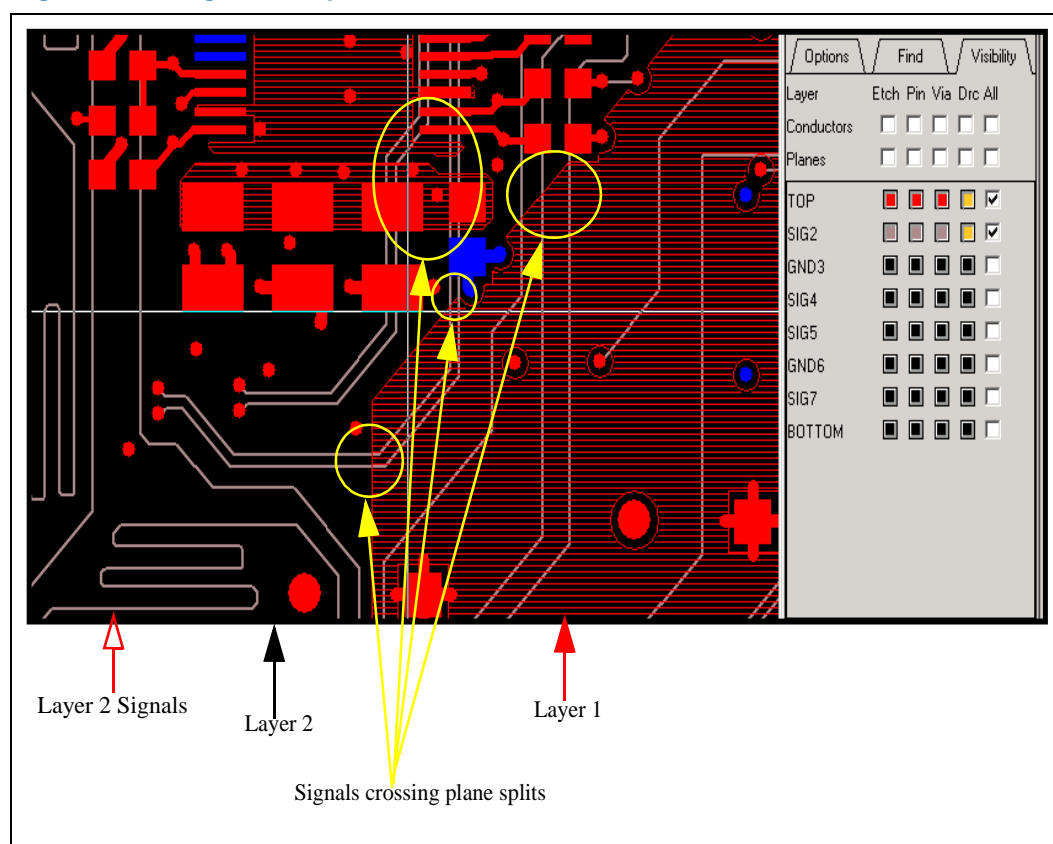 Options Find Visibility
Layer Etch Pin Via Drc All
Conductors
Planes
TOP
SIG2
GND3
SIG4
SIG5
GND6
SIG7
BOTTOM
Layer 2 Signals
Layer 2
Layer 1
Signals crossing plane splits